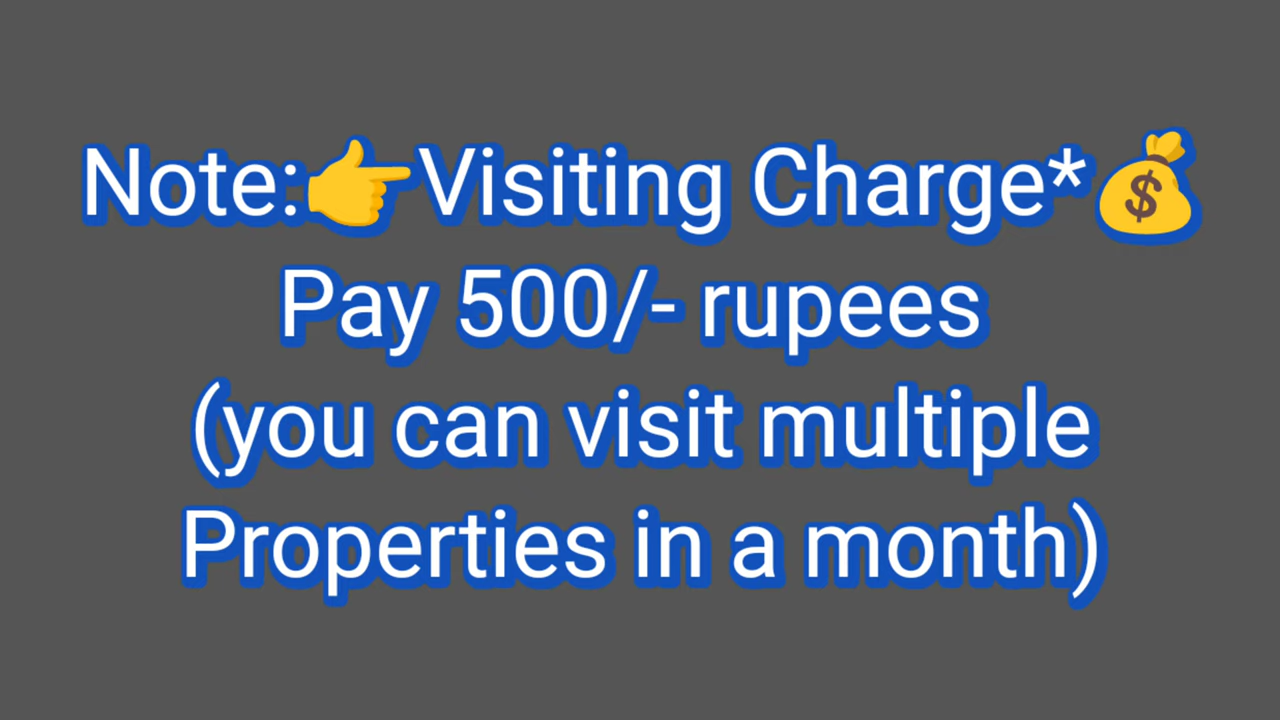 Note:👉Visiting Charge*💰
Pay 500/- rupees
(you can visit multiple
Properties in a month)